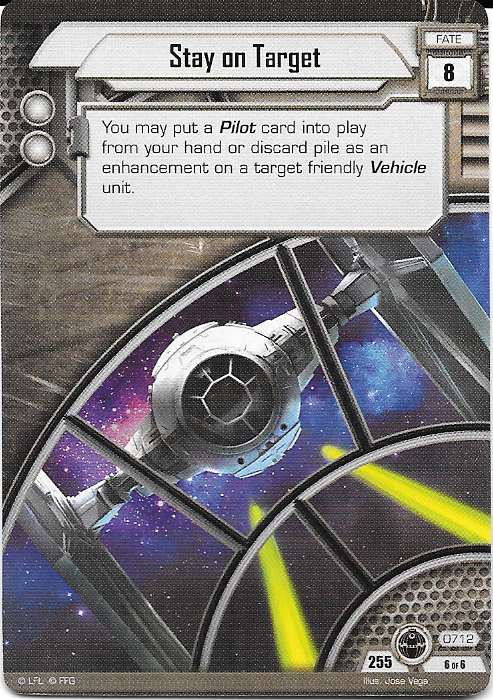 Stay on Target
FATE
8
You may put a Pilot card into play
from your hand or discard pile as an
enhancement on a target friendly Vehicle
unit.
0712
255
6 OF 6
© LFL © FFG
Illus. Jose Vega